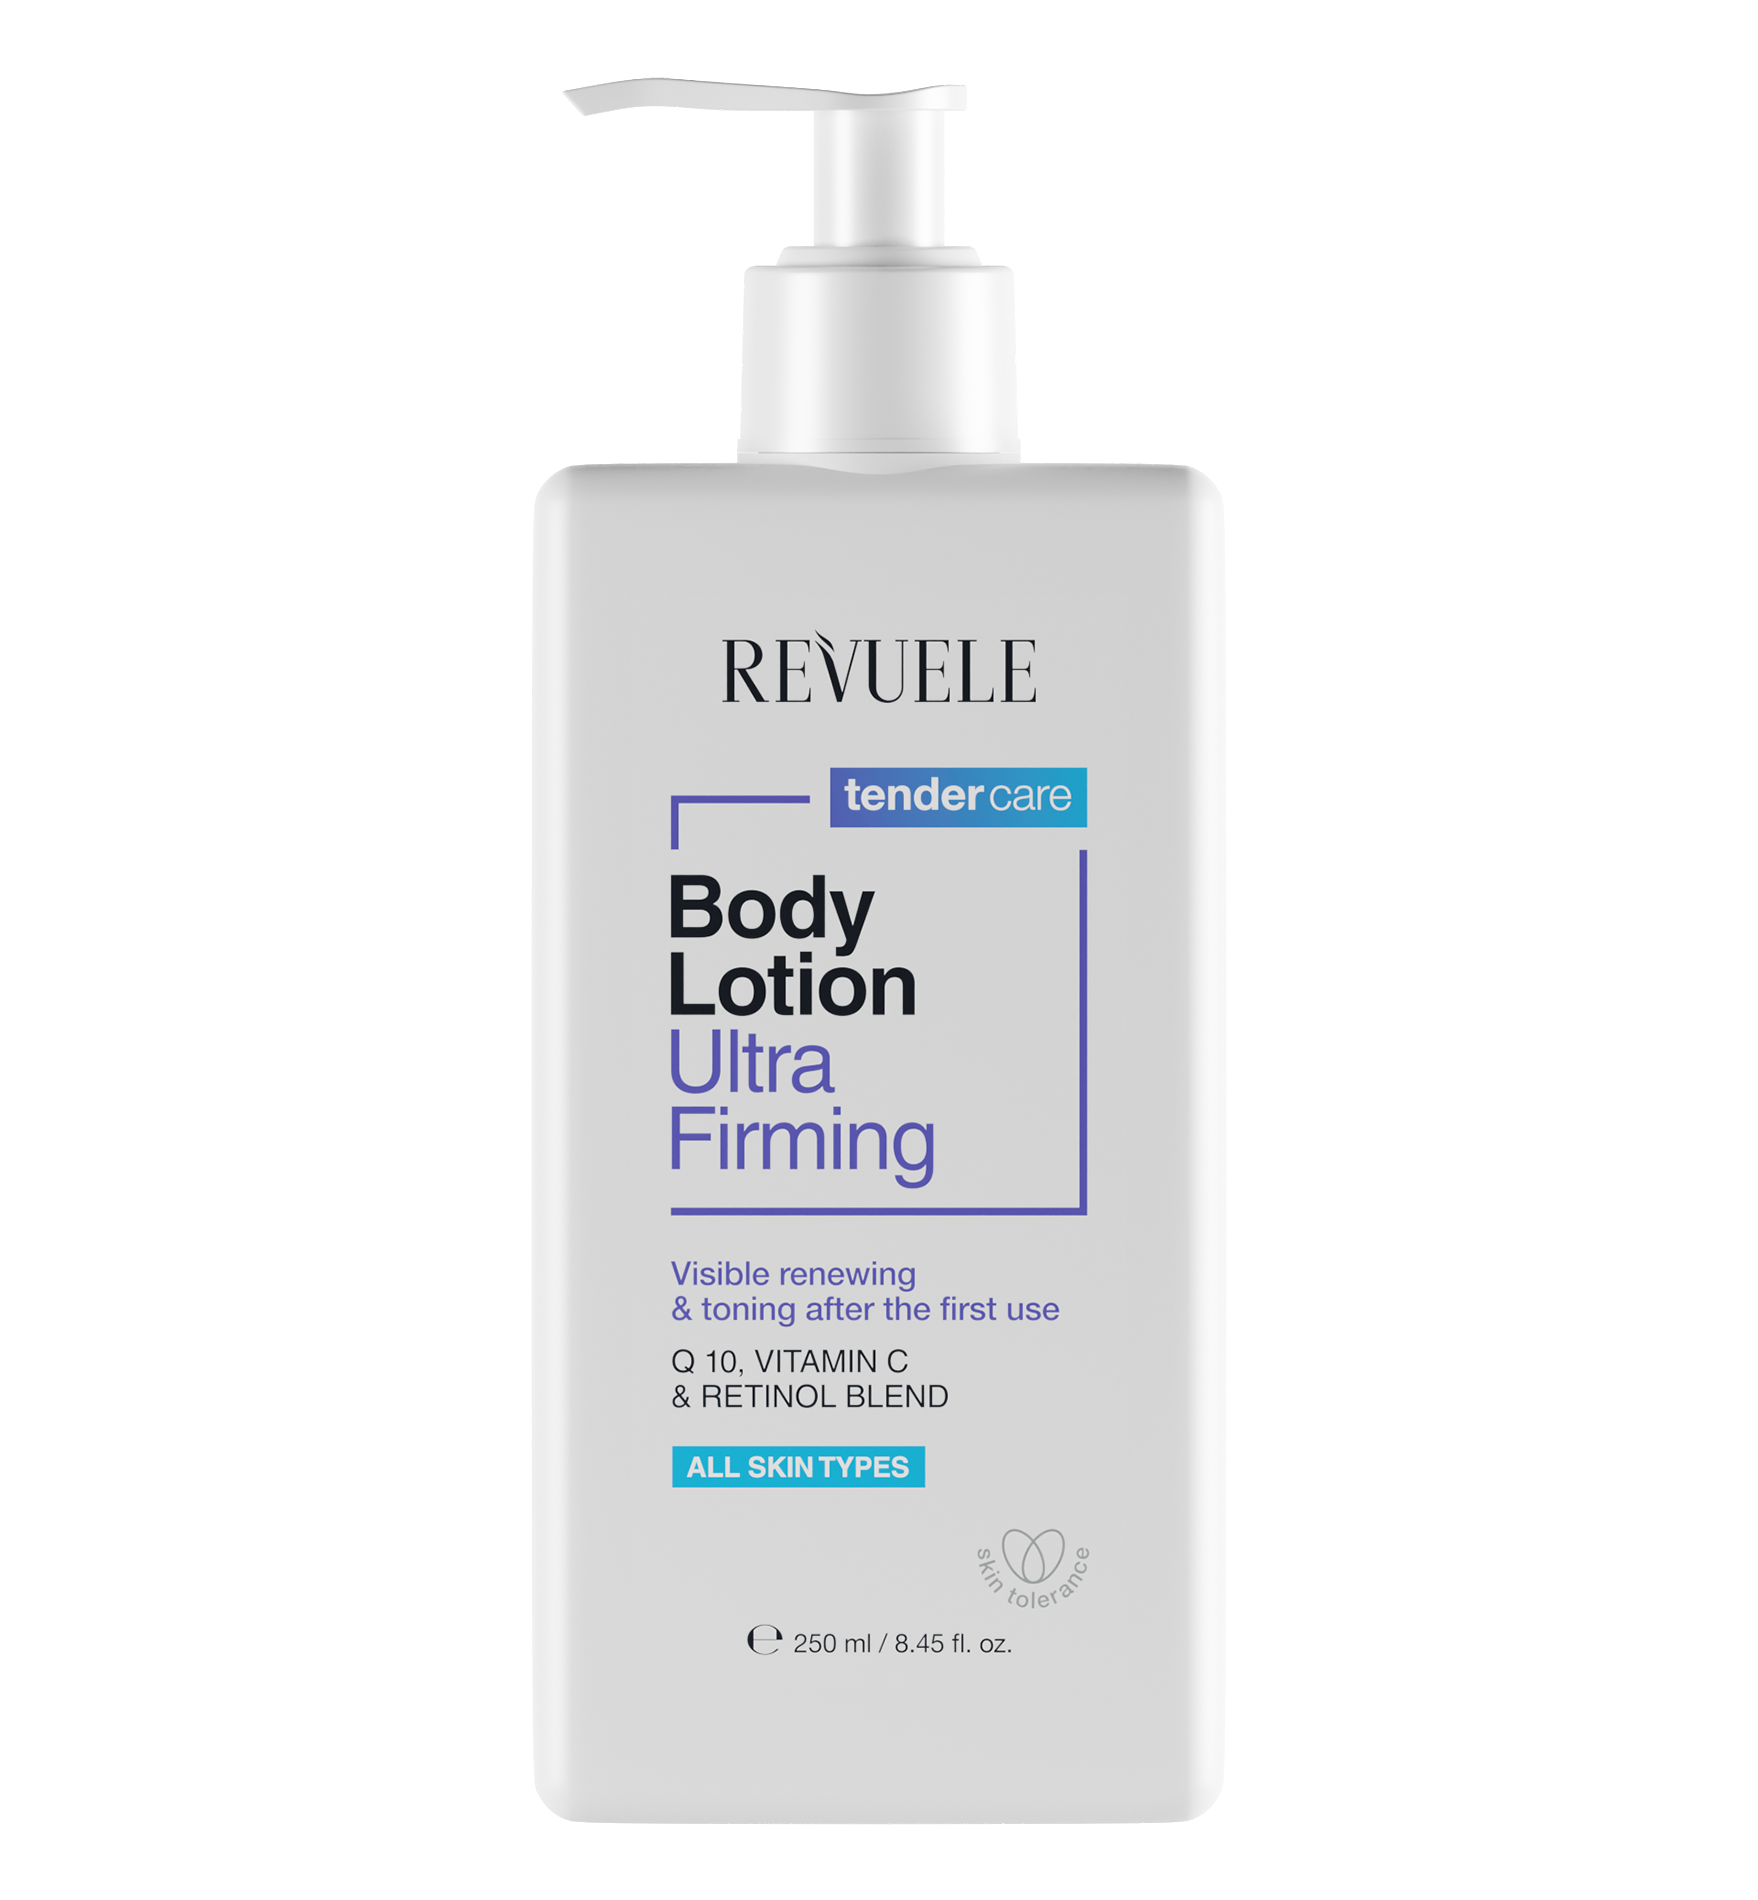 REVUELE
tender care
Body
Lotion
Ultra
Firming
Visible renewing
& toning after the first use
Q 10, VITAMIN C
& RETINOL BLEND
ALL SKIN TYPES
skin tolerance
℮ 250 ml / 8.45 fl. oz.